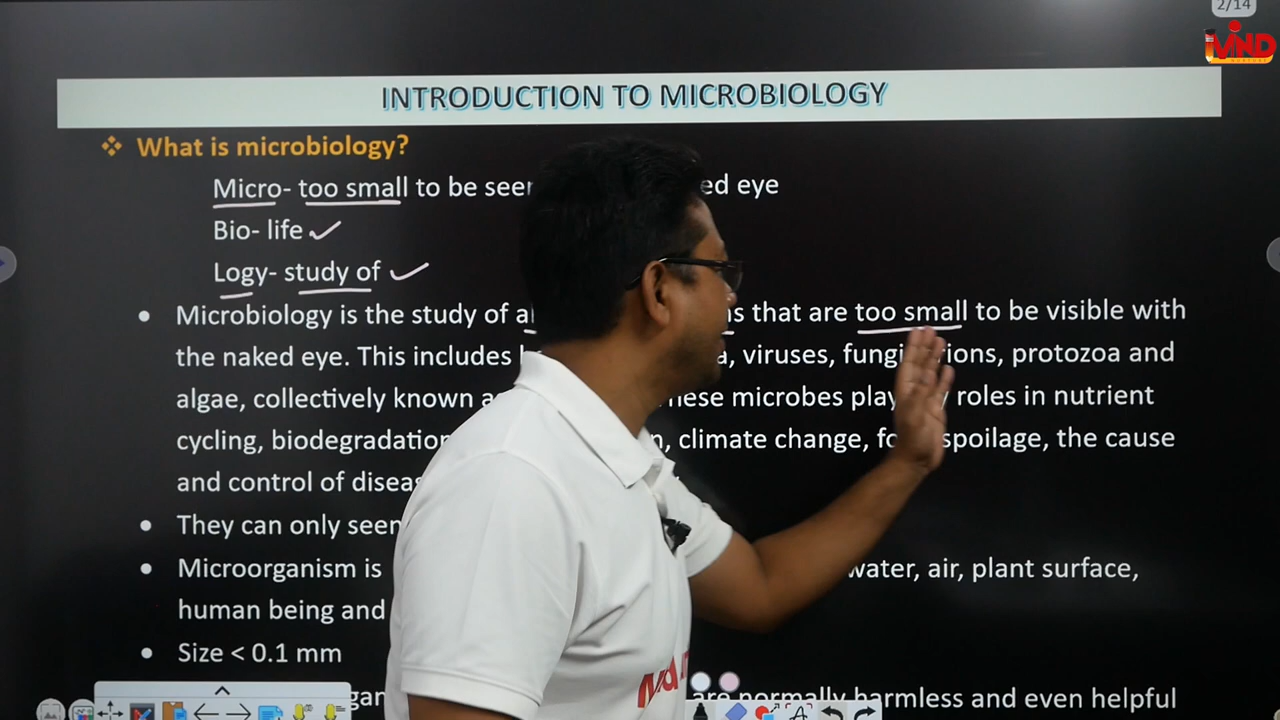 2/14
iMIND
INTRODUCTION TO MICROBIOLOGY
What is microbiology?
Micro- too small to be seen ed eye
Bio- life
Logy- study of
Microbiology is the study of a s that are too small to be visible with
the naked eye. This includes a, viruses, fungi ions, protozoa and
algae, collectively known a hese microbes play roles in nutrient
cycling, biodegradation n, climate change, fo spoilage, the cause
and control of disea
They can only seen
Microorganism is water, air, plant surface,
human being and
Size < 0.1 mm
gan are normally harmless and even helpful